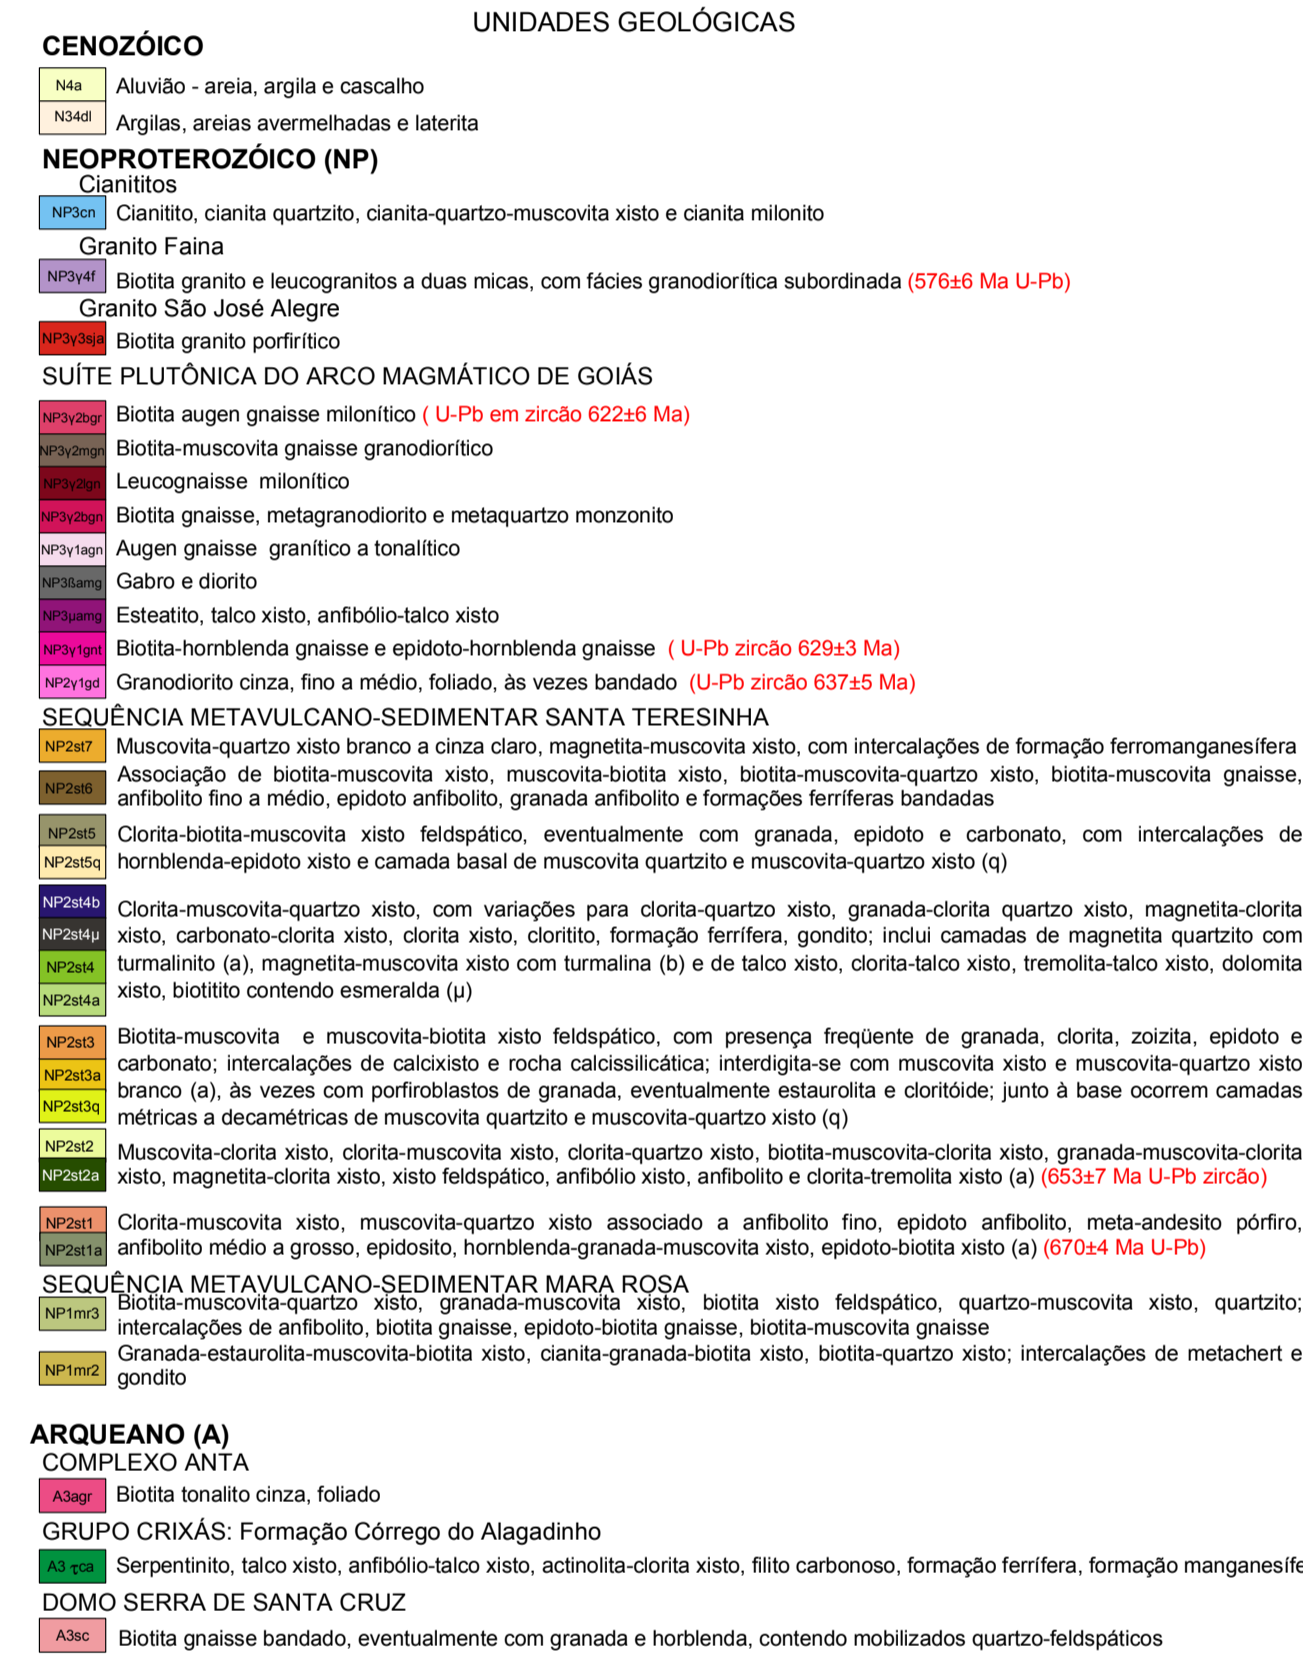 UNIDADES GEOLÓGICAS
CENOZÓICO
N4a Aluvião - areia, argila e cascalho
N34dl Argilas, areias avermelhadas e laterita
NEOPROTEROZÓICO (NP)
Cianititos
NP3cn Cianitito, cianita quartzito, cianita-quartzo-muscovita xisto e cianita milonito
Granito Faina
NP3γ4f Biotita granito e leucogranitos a duas micas, com fácies granodiorítica subordinada (576±6 Ma U-Pb)
Granito São José Alegre
NP3γ3sja Biotita granito porfirítico
SUÍTE PLUTÔNICA DO ARCO MAGMÁTICO DE GOIÁS
NP3γ2bgr Biotita augen gnaisse milonítico ( U-Pb em zircão 622±6 Ma)
NP3γ2mgn Biotita-muscovita gnaisse granodiorítico
NP3γ2lgn Leucognaisse milonítico
NP3γ2bgn Biotita gnaisse, metagranodiorito e metaquartzo monzonito
NP3γ1agn Augen gnaisse granítico a tonalítico
NP3ßamg Gabro e diorito
NP3µamg Esteatito, talco xisto, anfibólio-talco xisto
NP3γ1gnt Biotita-hornblenda gnaisse e epidoto-hornblenda gnaisse ( U-Pb zircão 629±3 Ma)
NP2γ1gd Granodiorito cinza, fino a médio, foliado, às vezes bandado (U-Pb zircão 637±5 Ma)
SEQUÊNCIA METAVULCANO-SEDIMENTAR SANTA TERESINHA
NP2st7 Muscovita-quartzo xisto branco a cinza claro, magnetita-muscovita xisto, com intercalações de formação ferromanganesífera
NP2st6 Associação de biotita-muscovita xisto, muscovita-biotita xisto, biotita-muscovita-quartzo xisto, biotita-muscovita gnaisse,
anfibolito fino a médio, epidoto anfibolito, granada anfibolito e formações ferríferas bandadas
NP2st5 Clorita-biotita-muscovita xisto feldspático, eventualmente com granada, epidoto e carbonato, com intercalações de
NP2st5q hornblenda-epidoto xisto e camada basal de muscovita quartzito e muscovita-quartzo xisto (q)
NP2st4b Clorita-muscovita-quartzo xisto, com variações para clorita-quartzo xisto, granada-clorita quartzo xisto, magnetita-clorita
NP2st4µ xisto, carbonato-clorita xisto, clorita xisto, cloritito, formação ferrífera, gondito; inclui camadas de magnetita quartzito com
NP2st4 turmalinito (a), magnetita-muscovita xisto com turmalina (b) e de talco xisto, clorita-talco xisto, tremolita-talco xisto, dolomita
NP2st4a xisto, biotitito contendo esmeralda (µ)
NP2st3 Biotita-muscovita e muscovita-biotita xisto feldspático, com presença freqüente de granada, clorita, zoizita, epidoto e
NP2st3a carbonato; intercalações de calcixisto e rocha calcissilicática; interdigita-se com muscovita xisto e muscovita-quartzo xisto
NP2st3q branco (a), às vezes com porfiroblastos de granada, eventualmente estaurolita e cloritóide; junto à base ocorrem camadas
métricas a decamétricas de muscovita quartzito e muscovita-quartzo xisto (q)
NP2st2 Muscovita-clorita xisto, clorita-muscovita xisto, clorita-quartzo xisto, biotita-muscovita-clorita xisto, granada-muscovita-clorita
NP2st2a xisto, magnetita-clorita xisto, xisto feldspático, anfibólio xisto, anfibolito e clorita-tremolita xisto (a) (653±7 Ma U-Pb zircão)
NP2st1 Clorita-muscovita xisto, muscovita-quartzo xisto associado a anfibolito fino, epidoto anfibolito, meta-andesito pórfiro,
NP2st1a anfibolito médio a grosso, epidosito, hornblenda-granada-muscovita xisto, epidoto-biotita xisto (a) (670±4 Ma U-Pb)
SEQUÊNCIA METAVULCANO-SEDIMENTAR MARA ROSA
NP1mr3 Biotita-muscovita-quartzo xisto, granada-muscovita xisto, biotita xisto feldspático, quartzo-muscovita xisto, quartzito;
intercalações de anfibolito, biotita gnaisse, epidoto-biotita gnaisse, biotita-muscovita gnaisse
NP1mr2 Granada-estaurolita-muscovita-biotita xisto, cianita-granada-biotita xisto, biotita-quartzo xisto; intercalações de metachert e
gondito
ARQUEANO (A)
COMPLEXO ANTA
A3agr Biotita tonalito cinza, foliado
GRUPO CRIXÁS: Formação Córrego do Alagadinho
A3 τca Serpentinito, talco xisto, anfibólio-talco xisto, actinolita-clorita xisto, filito carbonoso, formação ferrífera, formação manganesífe
DOMO SERRA DE SANTA CRUZ
A3sc Biotita gnaisse bandado, eventualmente com granada e horblenda, contendo mobilizados quartzo-feldspáticos